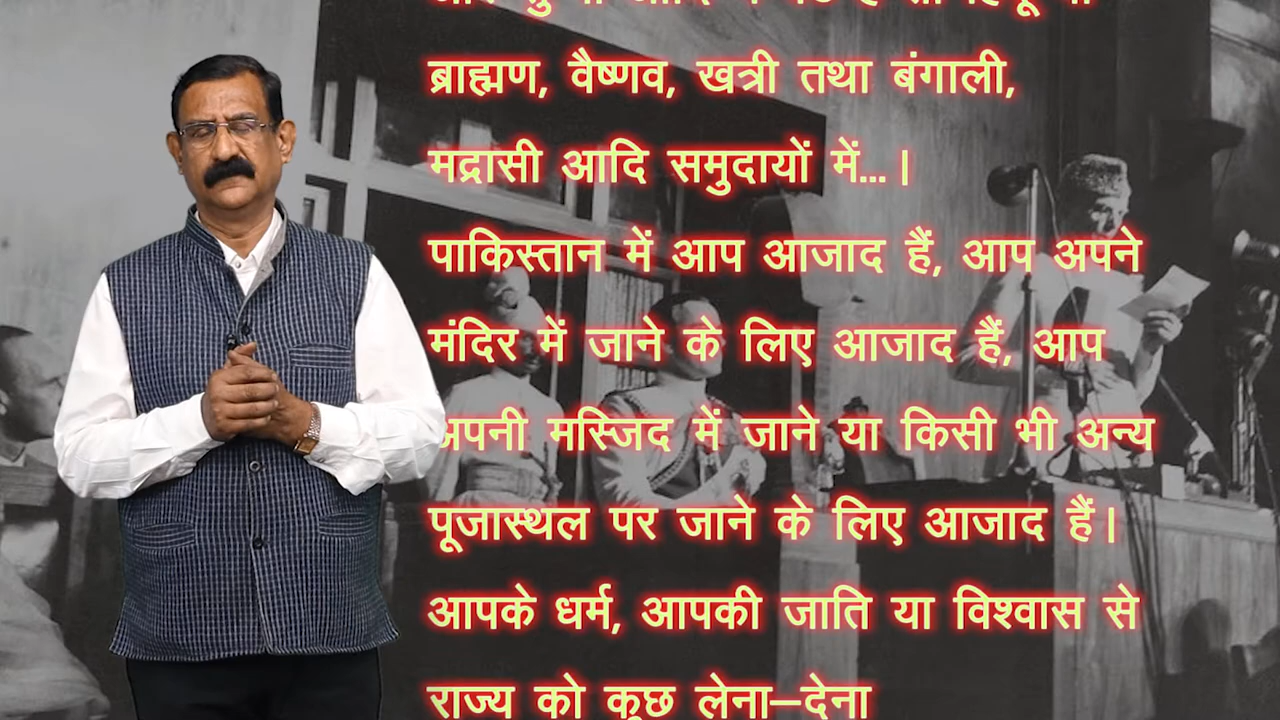 ब्राह्मण, वैष्णव, खत्री तथा बंगाली,
मद्रासी आदि समुदायों में...।
पाकिस्तान में आप आजाद हैं, आप अपने
मंदिर में जाने के लिए आजाद हैं, आप
अपनी मस्जिद में जाने या किसी भी अन्य
पूजास्थल पर जाने के लिए आजाद हैं।
आपके धर्म, आपकी जाति या विश्वास से
राज्य को कुछ लेना–देना